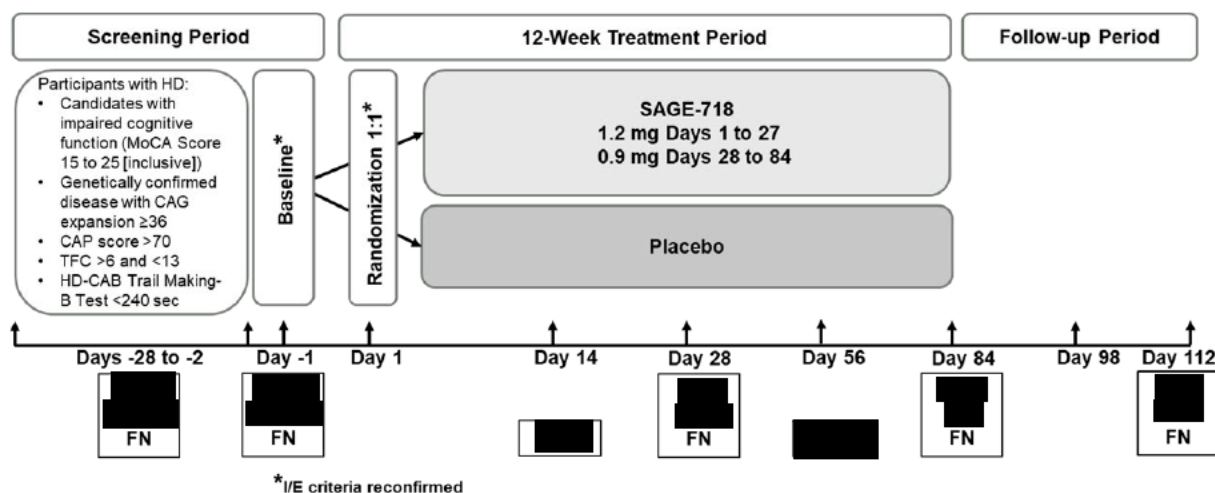 Screening Period
12-Week Treatment Period
Follow-up Period
Participants with HD:
• Candidates with
impaired cognitive
function (MoCA Score
15 to 25 [inclusive])
• Genetically confirmed
disease with CAG
expansion ≥36
• CAP score >70
• TFC >6 and <13
• HD-CAB Trail Making-
B Test <240 sec
Baseline*
Randomization 1:1*
SAGE-718
1.2 mg Days 1 to 27
0.9 mg Days 28 to 84
Placebo
Days -28 to -2
Day -1
Day 1
Day 14
Day 28
Day 56
Day 84
Day 98
Day 112
FN
FN
FN
FN
FN
*I/E criteria reconfirmed